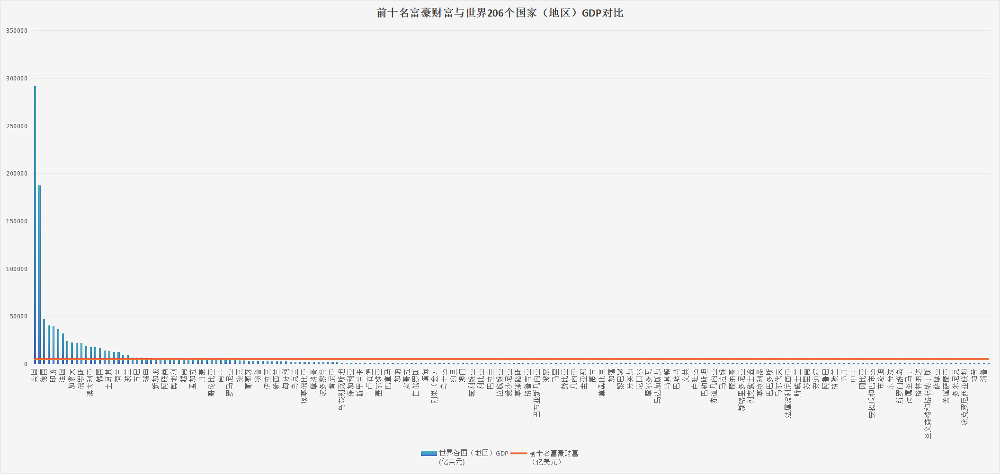 前十名富豪财富与世界206个国家（地区）GDP对比
350000
300000
250000
200000
150000
100000
50000
0
美国
德国
印度
法国
加拿大
俄罗斯
澳大利亚
韩国
土耳其
荷兰
波兰
古巴
瑞典
新加坡
阿联酋
奥地利
越南
孟加拉
丹麦
哥伦比亚
南非
罗马尼亚
捷克
葡萄牙
秘鲁
伊拉克
新西兰
匈牙利
乌克兰
埃塞俄比亚
摩洛哥
波多黎各
肯尼亚
乌兹别克斯坦
保加利亚
斯里兰卡
卢森堡
塞尔维亚
巴拿马
加纳
安哥拉
白俄罗斯
缅甸
刚果（金）
乌干达
约旦
澳门
玻利维亚
利比亚
巴拉圭
拉脱维亚
爱沙尼亚
塞浦路斯
格鲁吉亚
巴布亚新几内亚
波黑
马里
赞比亚
几内亚
圭亚那
蒙古
莫桑比克
加蓬
黎巴嫩
牙买加
尼日尔
摩尔多瓦
马达加斯加
马其顿
巴哈马
文莱
卢旺达
巴勒斯坦
赤道几内亚
马拉维
摩纳哥
新喀里多尼亚
列支敦士登
塞拉利昂
巴巴多斯
马尔代夫
法属波利尼西亚
斯威士兰
苏里南
安道尔
阿鲁巴
格陵兰
不丹
中非
冈比亚
安提瓜和巴布达
布隆迪
东帝汶
所罗门群岛
荷属圣马丁
格林纳达
圣文森特和格林纳丁斯
萨摩亚
美属萨摩亚
多米尼克
密克罗尼西亚联邦
帕劳
瑙鲁
世界各国（地区）GDP
(亿美元)
前十名富豪财富
（亿美元）